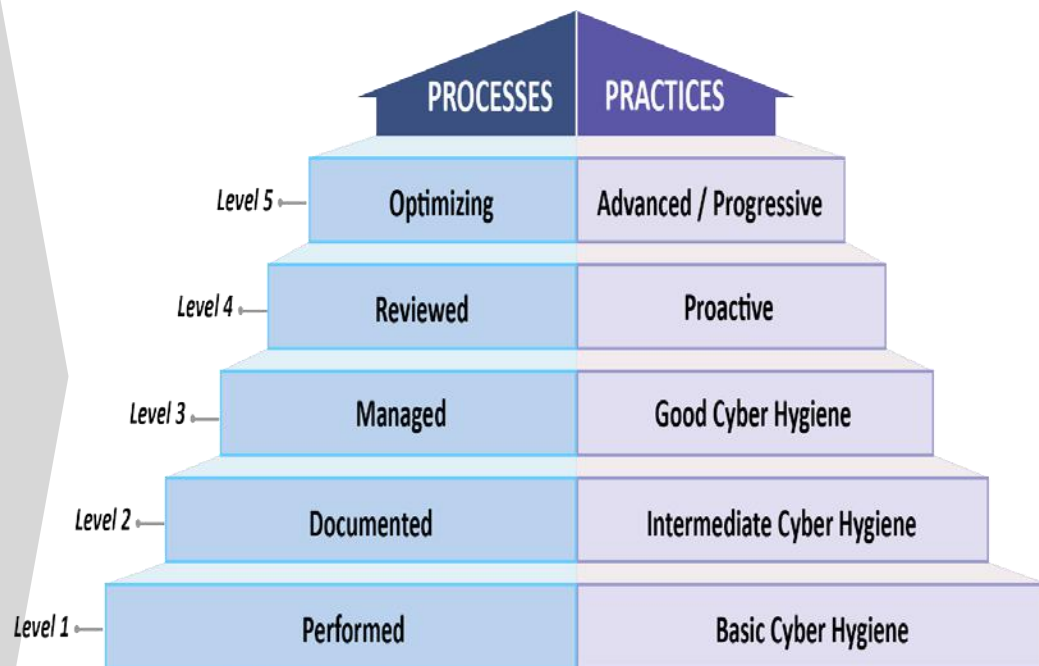 PROCESSES PRACTICES
Level 5 Optimizing Advanced / Progressive
Level 4 Reviewed Proactive
Level 3 Managed Good Cyber Hygiene
Level 2 Documented Intermediate Cyber Hygiene
Level 1 Performed Basic Cyber Hygiene